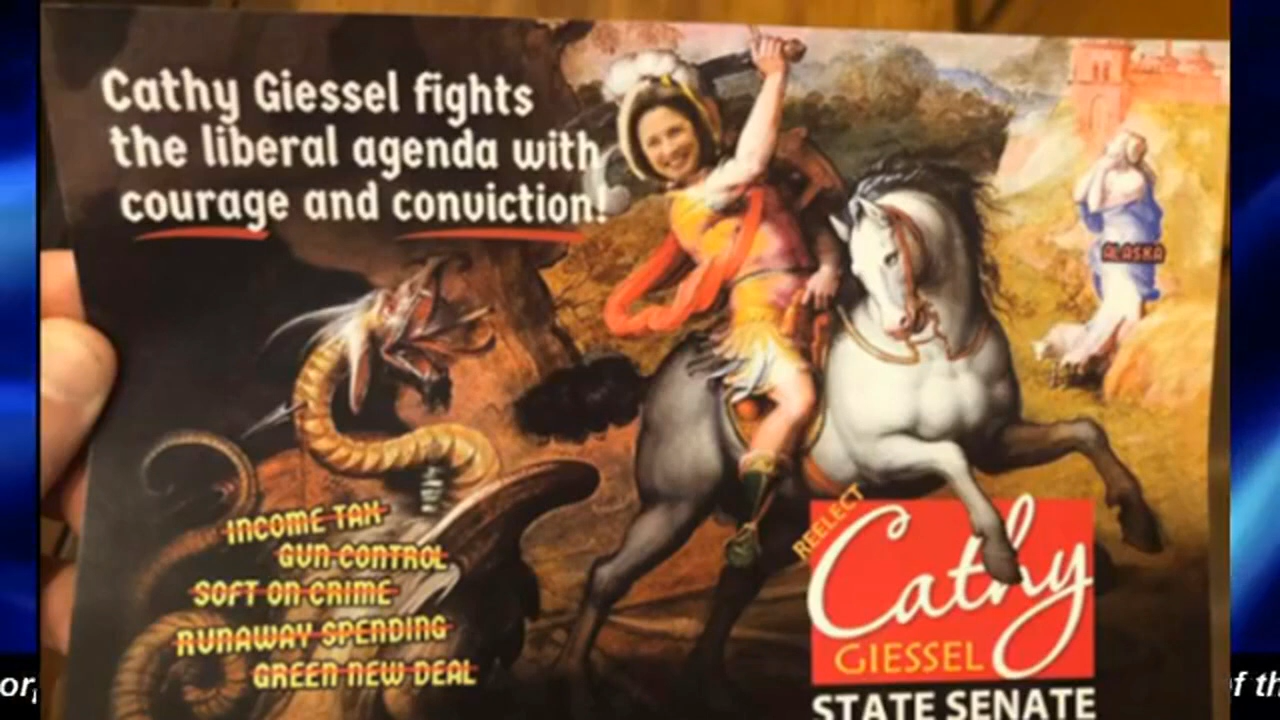 Cathy Giessel fights
the liberal agenda with
courage and conviction!
ALASKA
INCOME TAX
GUN CONTROL
SOFT ON CRIME
RUNAWAY SPENDING
GREEN NEW DEAL
REELECT
Cathy
GIESSEL
STATE SENATE
f th